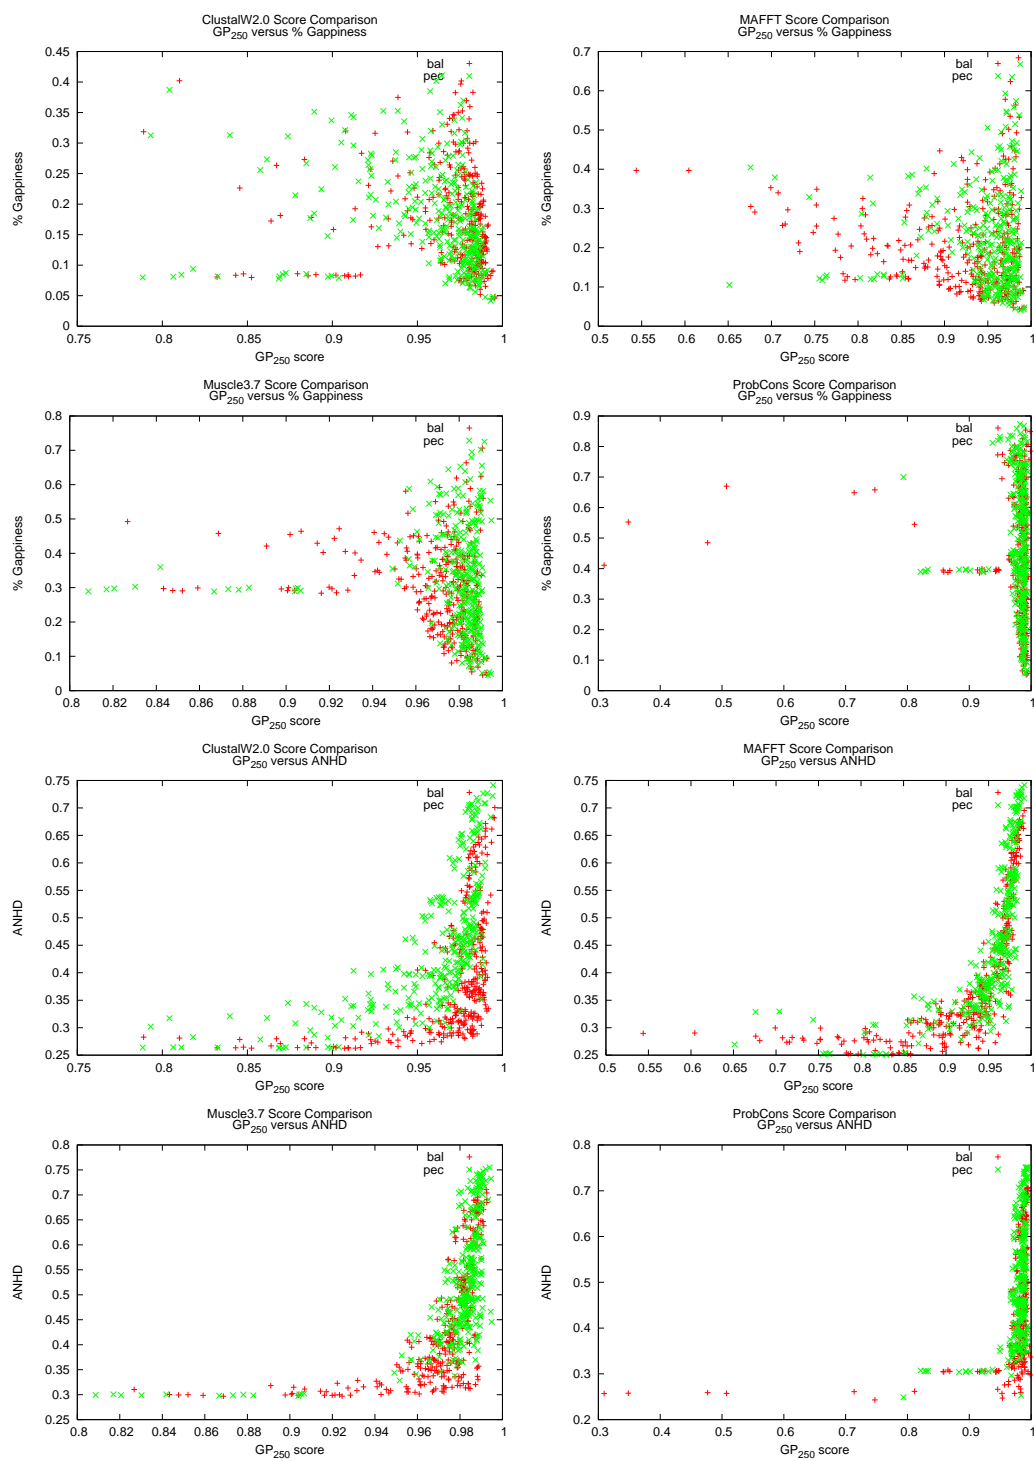 ClustalW2.0 Score Comparison
GP250 versus % Gappiness
bal
pec
% Gappiness
0.45
0.4
0.35
0.3
0.25
0.2
0.15
0.1
0.05
0
0.75 0.8 0.85 0.9 0.95 1
GP250 score
MAFFT Score Comparison
GP250 versus % Gappiness
bal
pec
% Gappiness
0.7
0.6
0.5
0.4
0.3
0.2
0.1
0
0.5 0.55 0.6 0.65 0.7 0.75 0.8 0.85 0.9 0.95 1
GP250 score
Muscle3.7 Score Comparison
GP250 versus % Gappiness
bal
pec
% Gappiness
0.8
0.7
0.6
0.5
0.4
0.3
0.2
0.1
0
0.8 0.82 0.84 0.86 0.88 0.9 0.92 0.94 0.96 0.98 1
GP250 score
ProbCons Score Comparison
GP250 versus % Gappiness
bal
pec
% Gappiness
0.9
0.8
0.7
0.6
0.5
0.4
0.3
0.2
0.1
0
0.3 0.4 0.5 0.6 0.7 0.8 0.9 1
GP250 score
ClustalW2.0 Score Comparison
GP250 versus ANHD
bal
pec
ANHD
0.75
0.7
0.65
0.6
0.55
0.5
0.45
0.4
0.35
0.3
0.25
0.75 0.8 0.85 0.9 0.95 1
GP250 score
MAFFT Score Comparison
GP250 versus ANHD
bal
pec
ANHD
0.75
0.7
0.65
0.6
0.55
0.5
0.45
0.4
0.35
0.3
0.25
0.5 0.55 0.6 0.65 0.7 0.75 0.8 0.85 0.9 0.95 1
GP250 score
Muscle3.7 Score Comparison
GP250 versus ANHD
bal
pec
ANHD
0.8
0.75
0.7
0.65
0.6
0.55
0.5
0.45
0.4
0.35
0.3
0.25
0.8 0.82 0.84 0.86 0.88 0.9 0.92 0.94 0.96 0.98 1
GP250 score
ProbCons Score Comparison
GP250 versus ANHD
bal
pec
ANHD
0.8
0.7
0.6
0.5
0.4
0.3
0.2
0.3 0.4 0.5 0.6 0.7 0.8 0.9 1
GP250 score